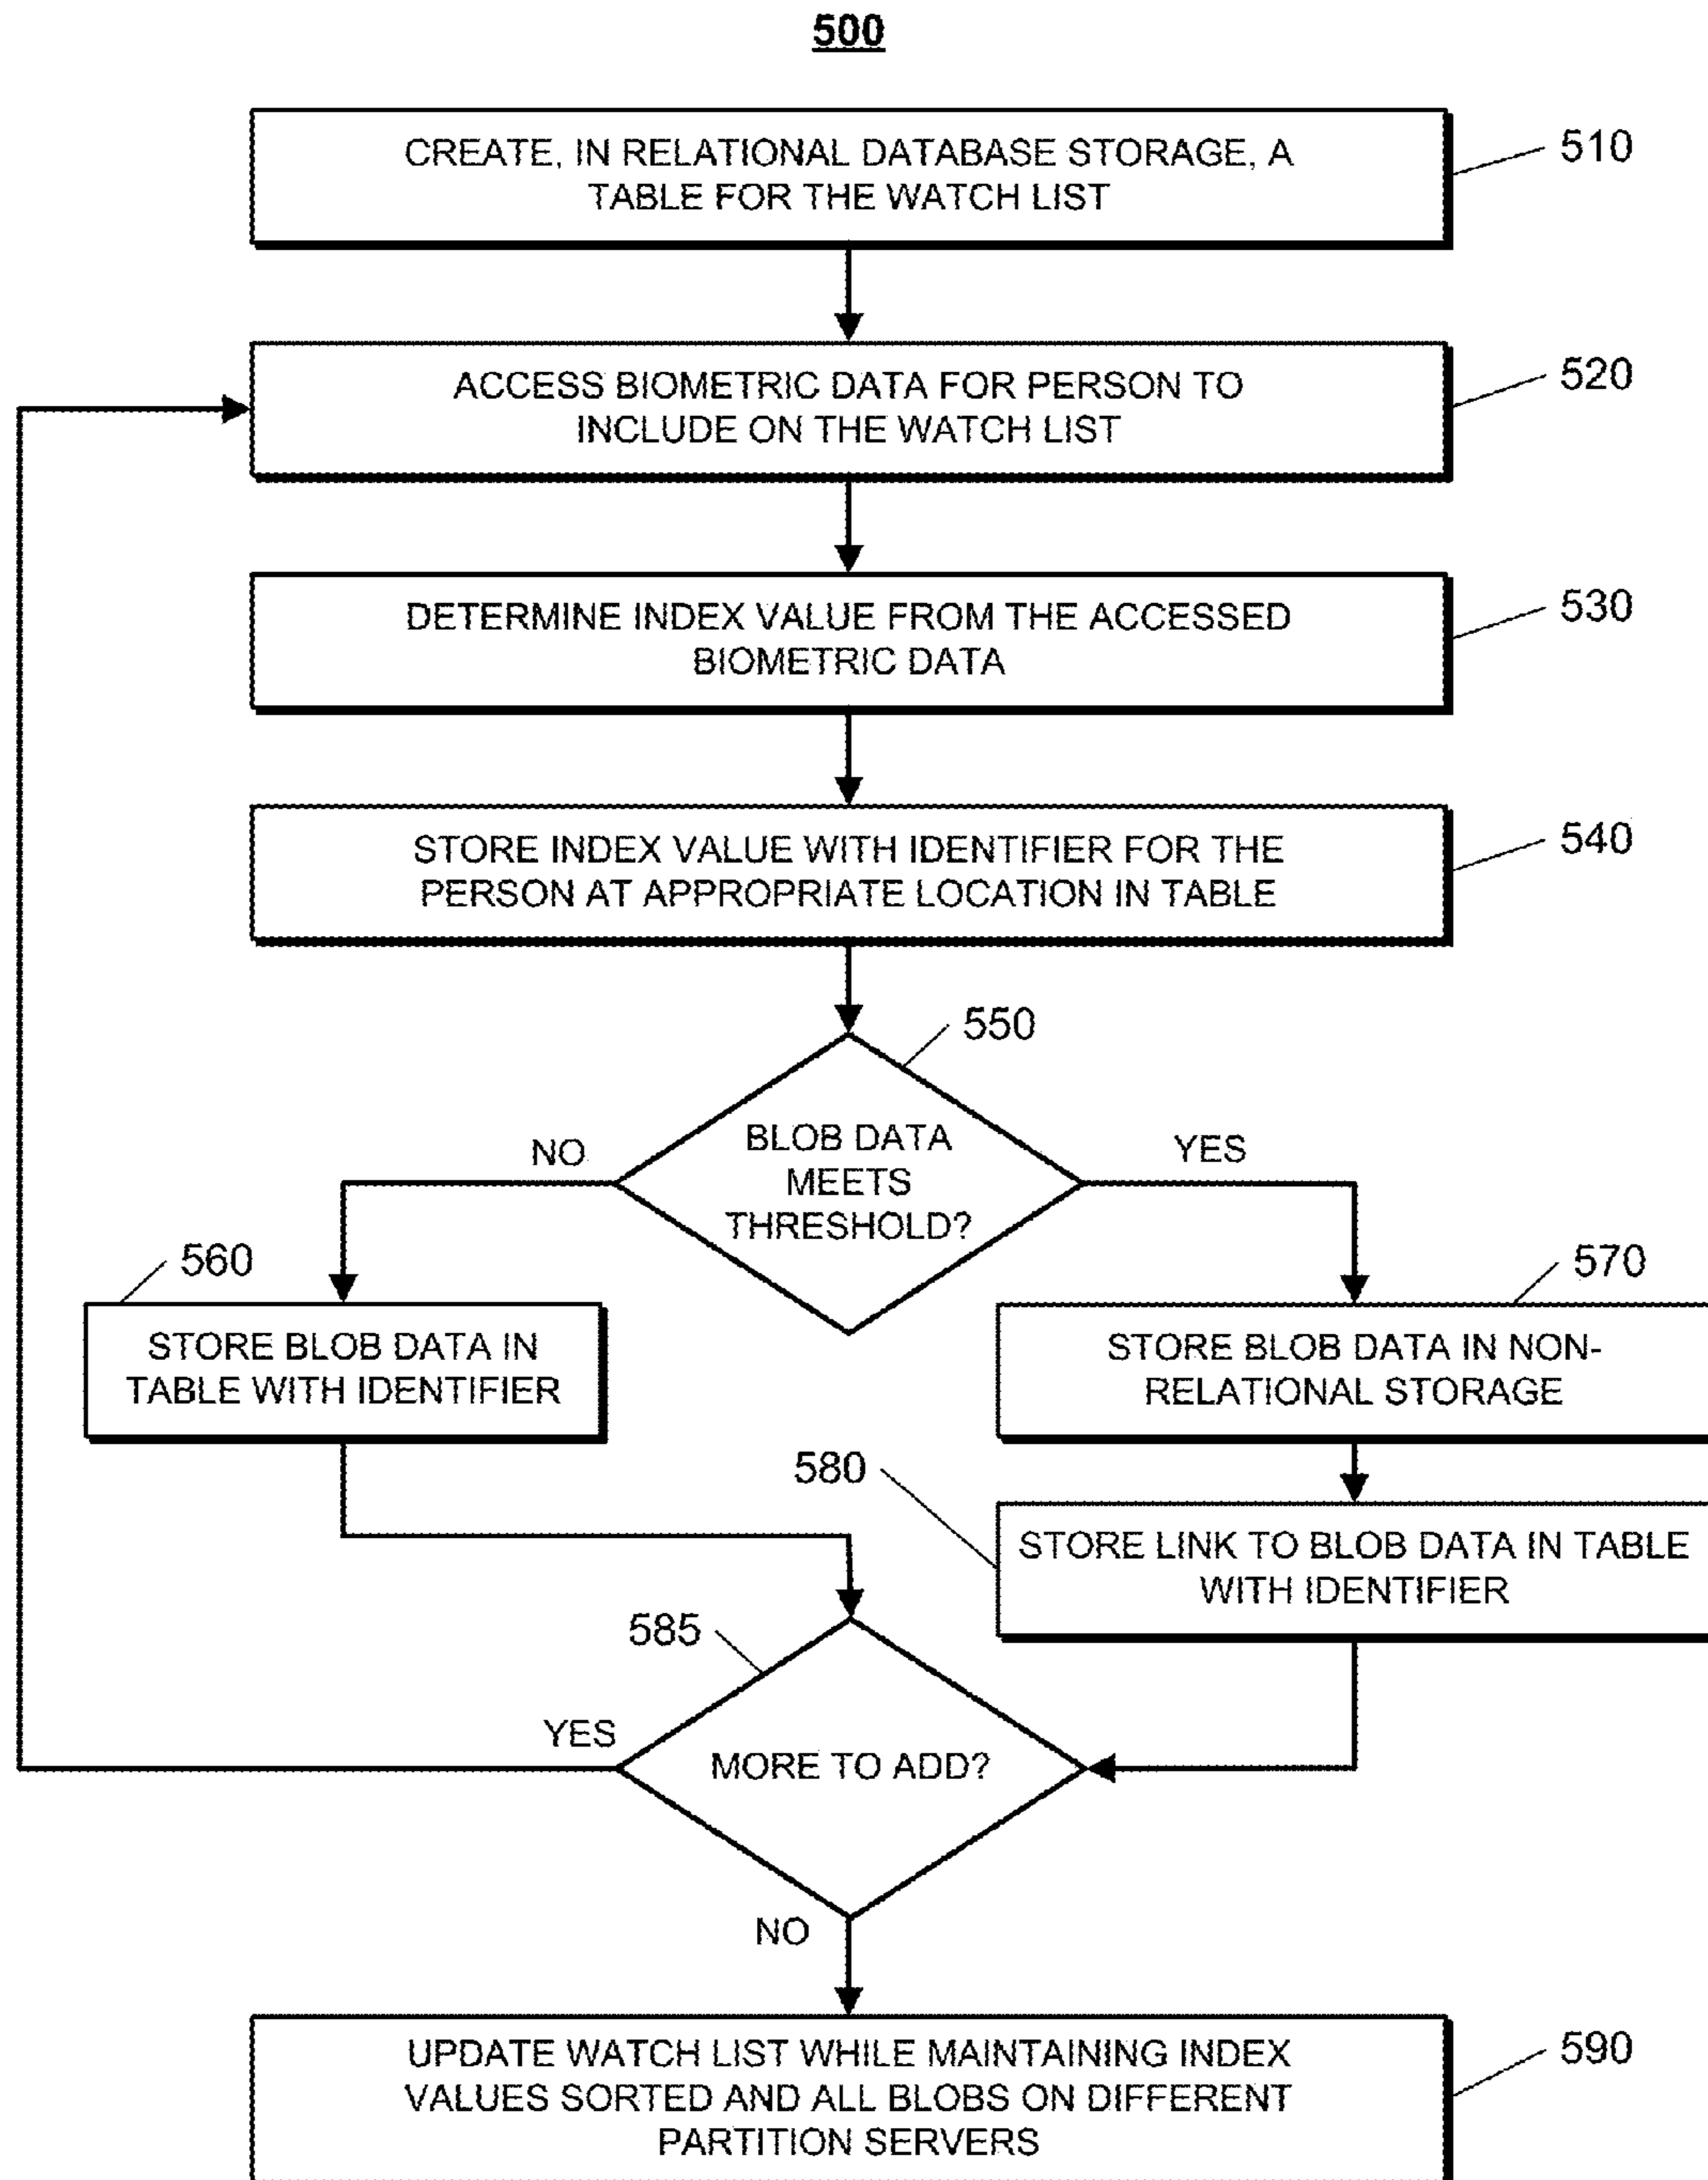 500
CREATE, IN RELATIONAL DATABASE STORAGE, A
TABLE FOR THE WATCH LIST
510
ACCESS BIOMETRIC DATA FOR PERSON TO
INCLUDE ON THE WATCH LIST
520
DETERMINE INDEX VALUE FROM THE ACCESSED
BIOMETRIC DATA
530
STORE INDEX VALUE WITH IDENTIFIER FOR THE
PERSON AT APPROPRIATE LOCATION IN TABLE
540
550
BLOB DATA
MEETS
THRESHOLD?
NO
YES
560
STORE BLOB DATA IN
TABLE WITH IDENTIFIER
570
STORE BLOB DATA IN NON-
RELATIONAL STORAGE
580
STORE LINK TO BLOB DATA IN TABLE
WITH IDENTIFIER
585
YES
MORE TO ADD?
NO
UPDATE WATCH LIST WHILE MAINTAINING INDEX
VALUES SORTED AND ALL BLOBS ON DIFFERENT
PARTITION SERVERS
590